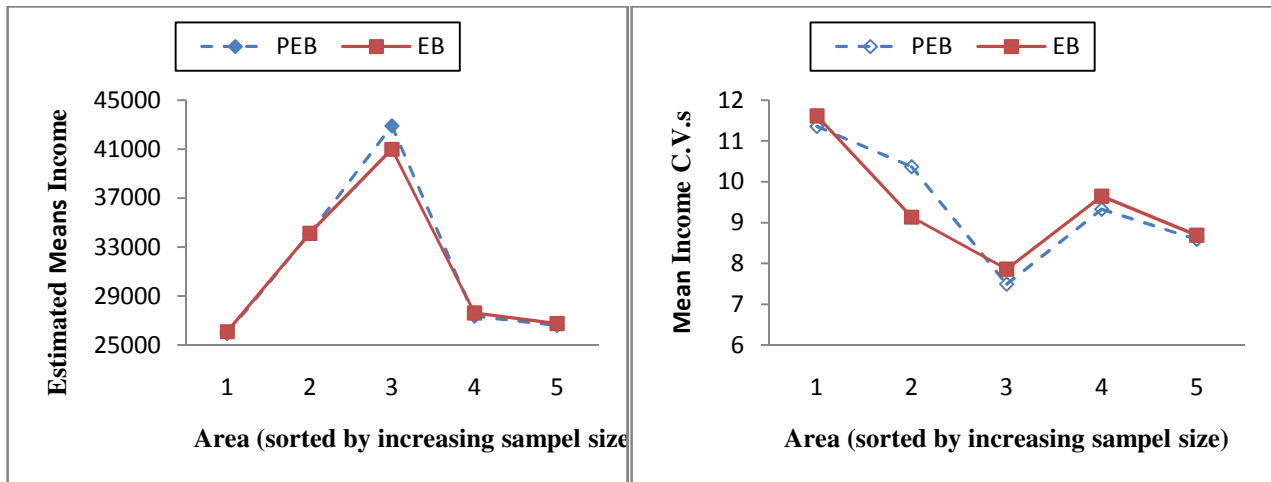 PEB EB
Estimated Means Income
45000
41000
37000
33000
29000
25000
1 2 3 4 5
Area (sorted by increasing sampel size
PEB EB
Mean Income C.V.s
12
11
10
9
8
7
6
1 2 3 4 5
Area (sorted by increasing sampel size)